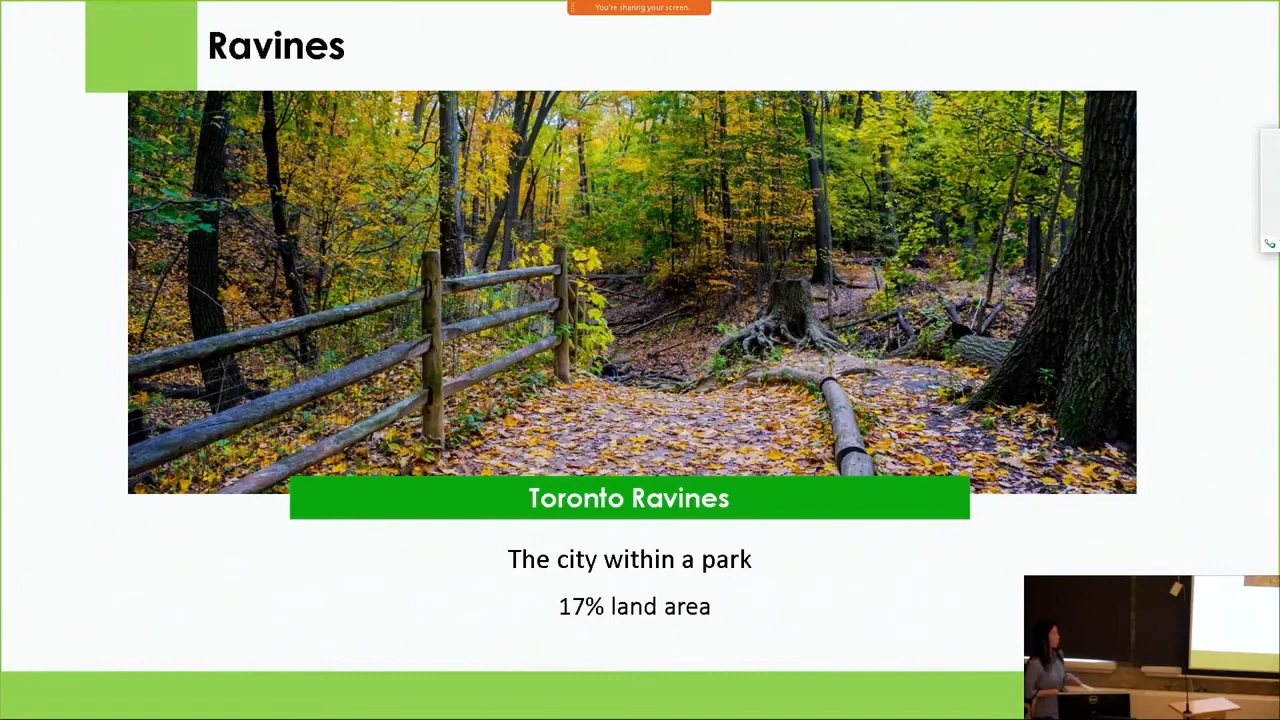 You're sharing your screen.
Ravines
Toronto Ravines
The city within a park
17% land area